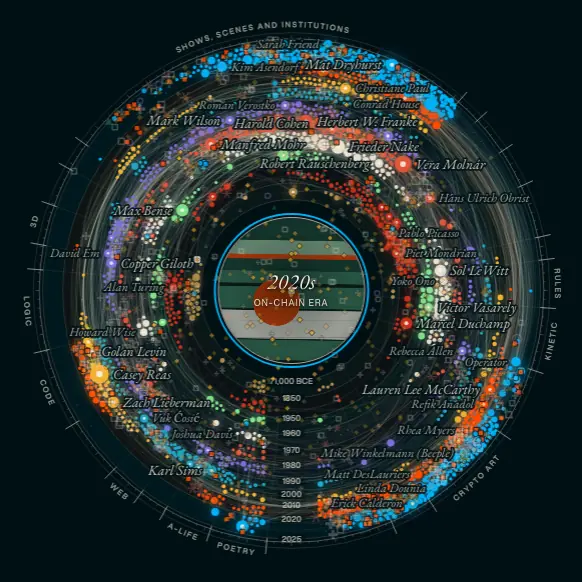 SHOWS, SCENES AND INSTITUTIONS
Sarah Friend
Kim Asendorf
Mat Dryhurst
Christiane Paul
Roman Verostko
Conrad House
Mark Wilson
Harold Cohen
Herbert W. Franke
Manfred Mohr
Frieder Nake
Robert Rauschenberg
Vera Molnár
Hans Ulrich Obrist
Max Bense
Pablo Picasso
3D
David Em
Piet Mondrian
Copper Giloth
Sol LeWitt
Yoko Ono
Alan Turing
2020s
ON-CHAIN ERA
RULES
LOGIC
Victor Vasarely
Marcel Duchamp
Howard Wise
KINETIC
Golan Levin
Rebecca Allen
Operator
Casey Reas
1,000 BCE
CODE
Lauren Lee McCarthy
1850
Zach Lieberman
Refik Anadol
Vuk Ćosić
1950
Joshua Davis
1960
Rhea Myers
1970
Mike Winkelmann (Beeple)
Karl Sims
1980
Matt DesLauriers
CRYPTO ART
WEB
1990
Linda Dounia
2000
2010
Erick Calderon
2020
A-LIFE
POETRY
2025